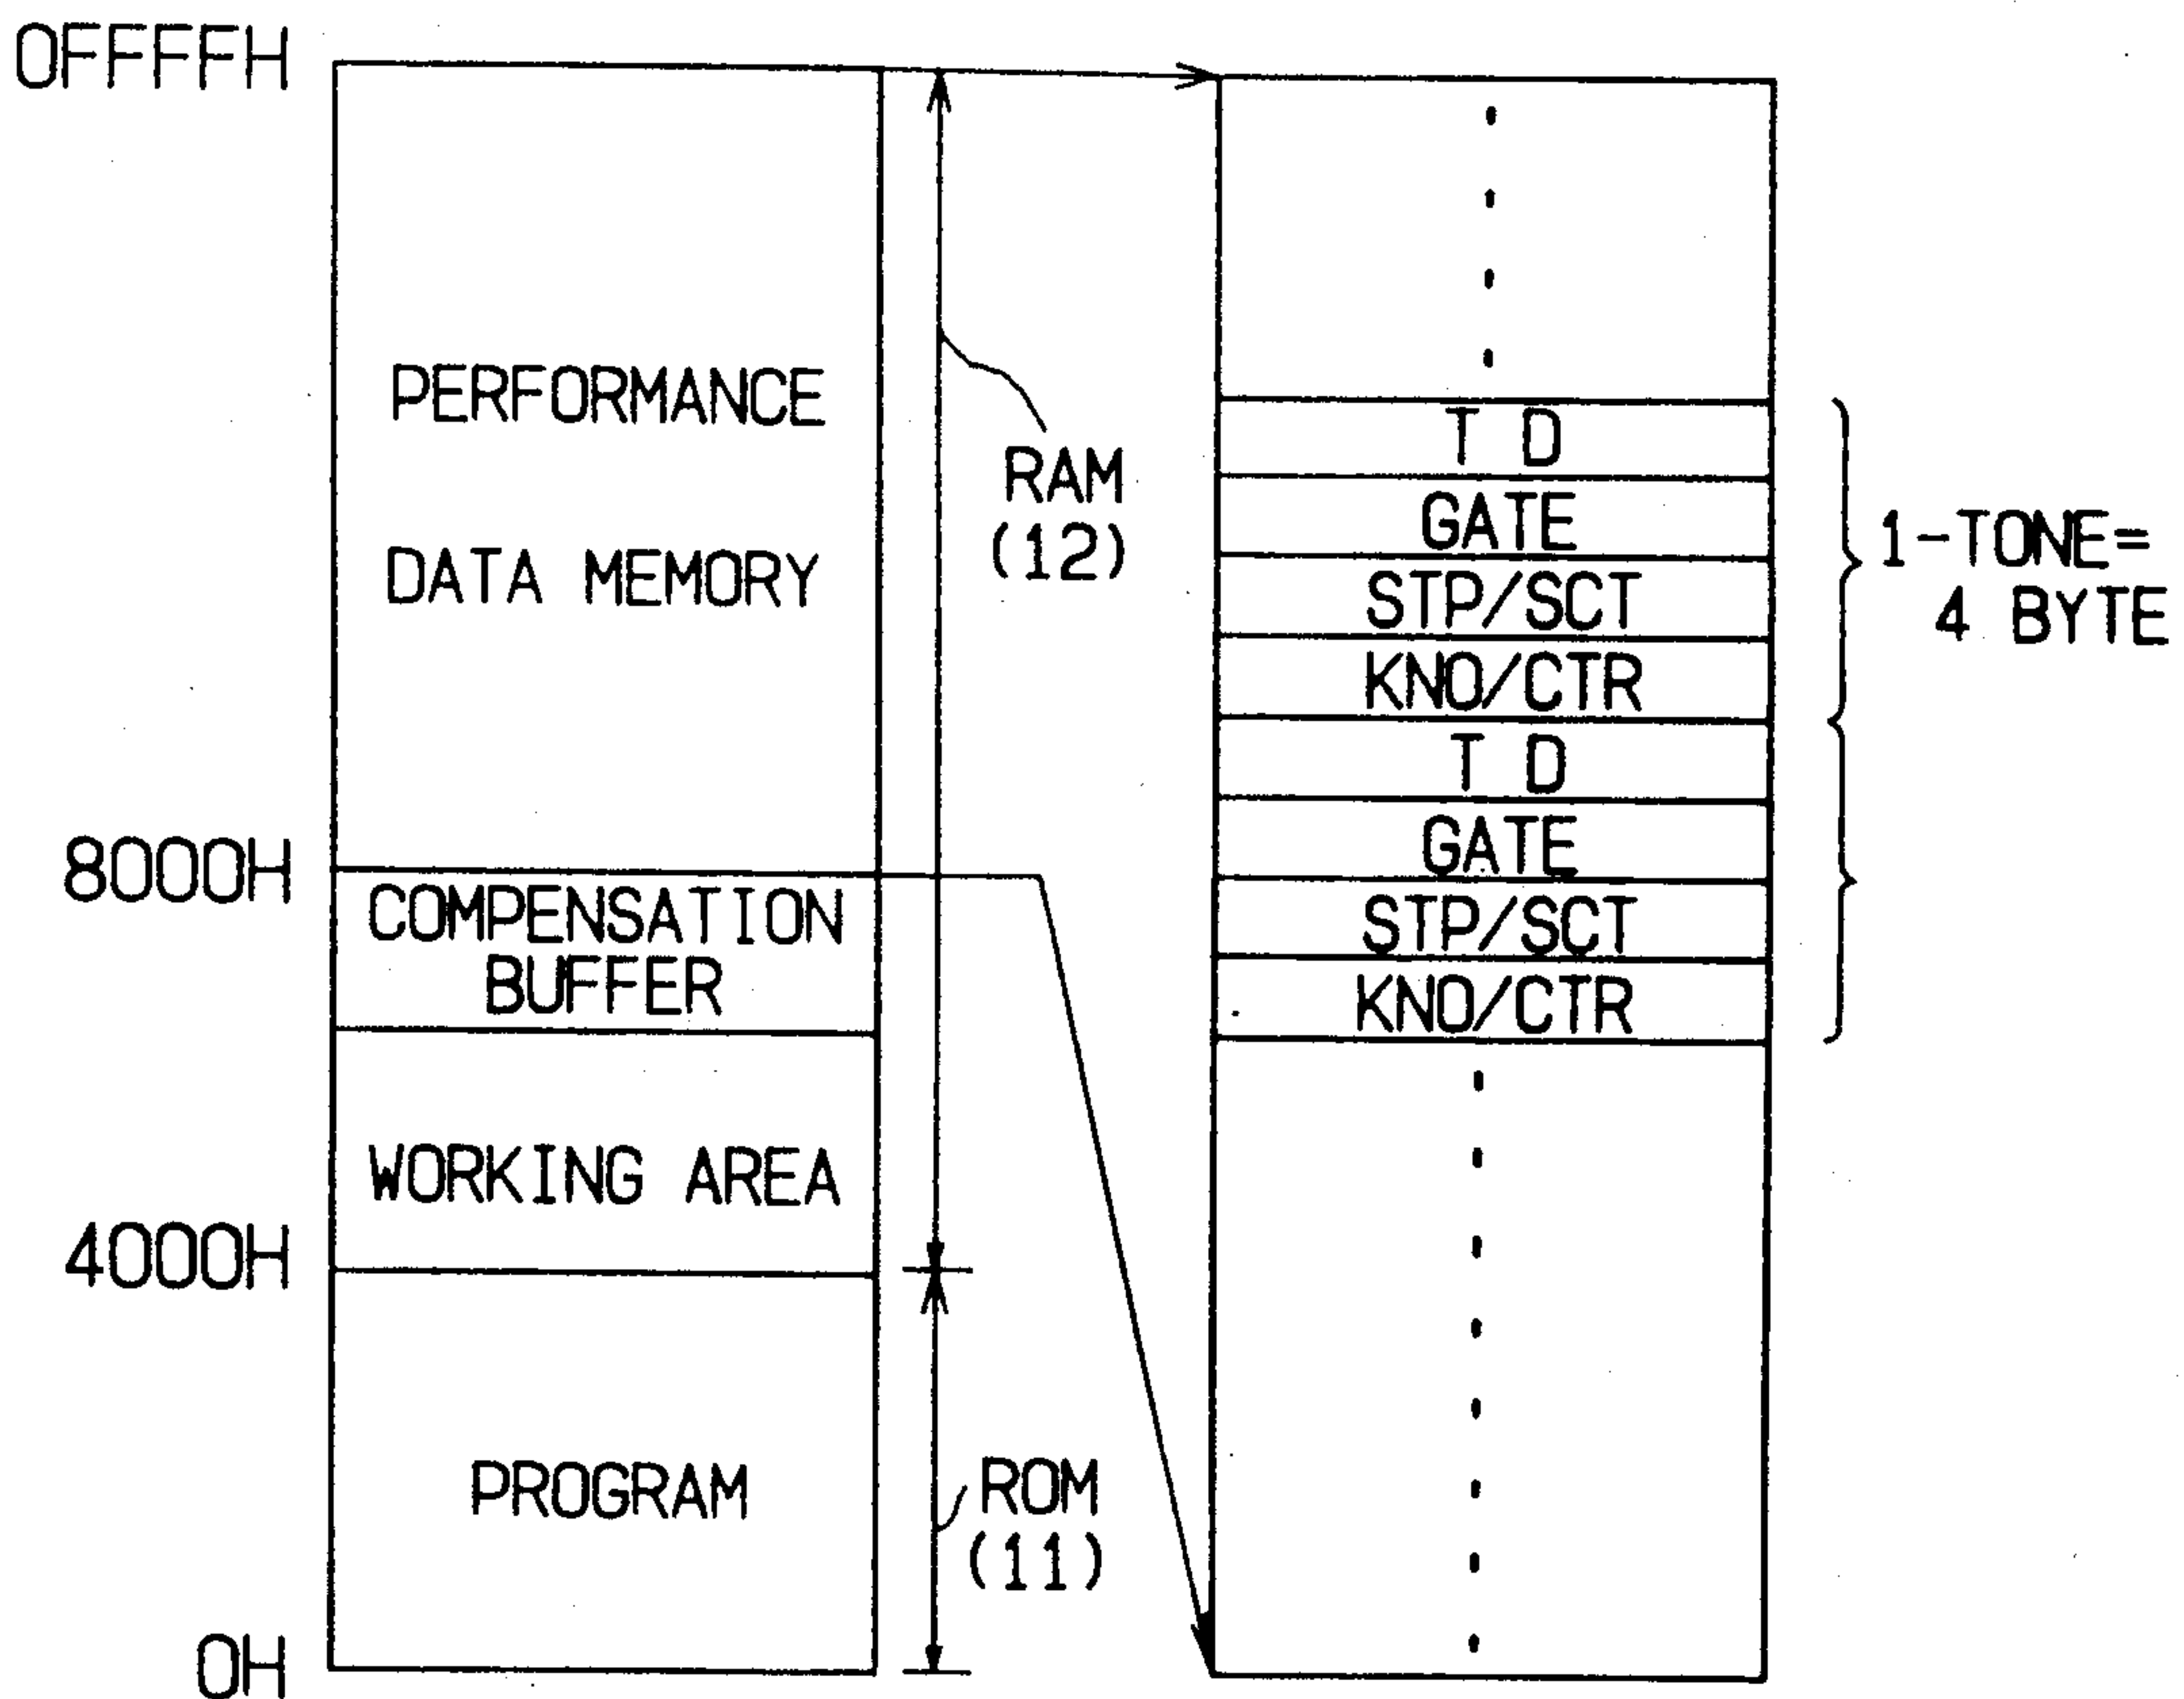 0FFFFH
PERFORMANCE
DATA MEMORY
8000H
COMPENSATION
BUFFER
WORKING AREA
4000H
PROGRAM
0H
RAM
(12)
ROM
(11)
T D
GATE
STP/SCT
KNO/CTR
T D
GATE
STP/SCT
KNO/CTR
1-TONE=
4 BYTE